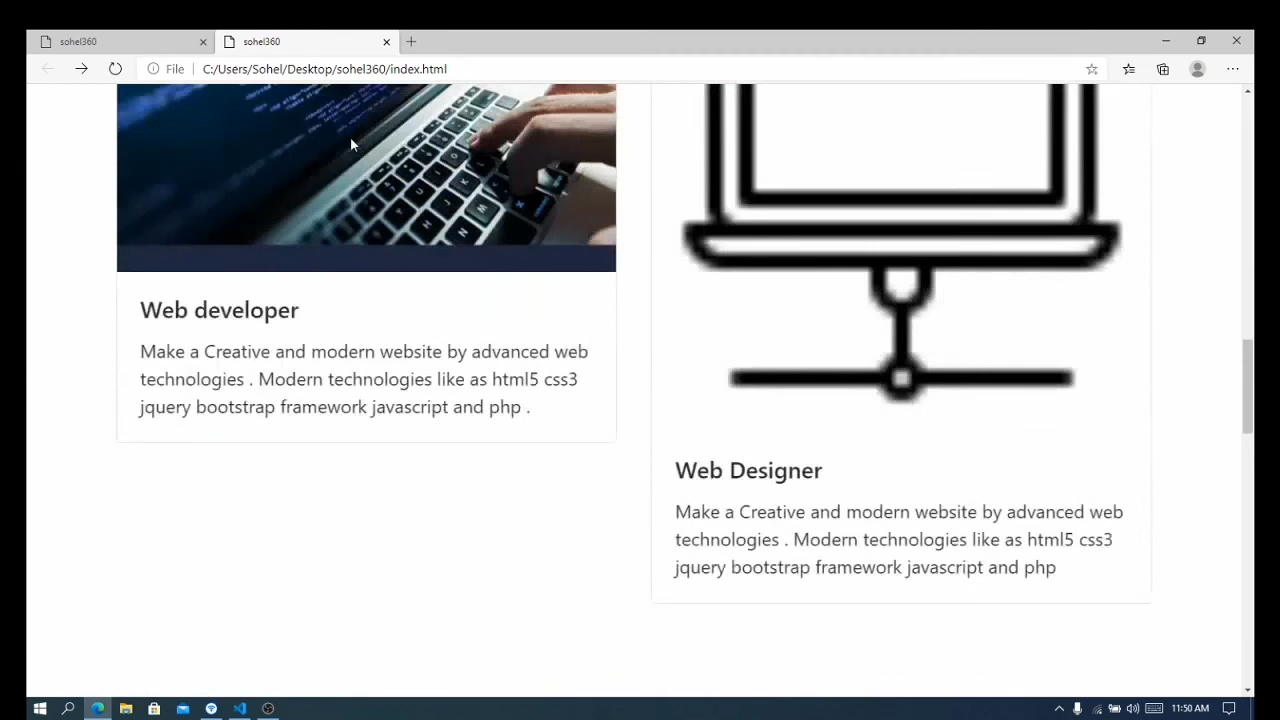 sohel360
sohel360
File
C:/Users/Sohel/Desktop/sohel360/index.html
Web developer
Make a Creative and modern website by advanced web
technologies . Modern technologies like as html5 css3
jquery bootstrap framework javascript and php .
Web Designer
Make a Creative and modern website by advanced web
technologies . Modern technologies like as html5 css3
jquery bootstrap framework javascript and php
11:50 AM